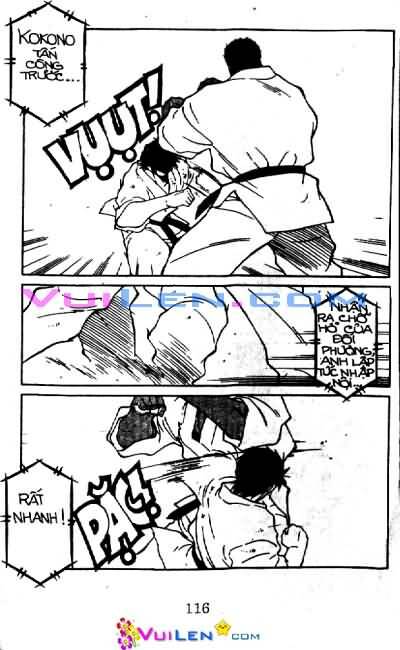 KOKONO
TẤN
CÔNG
TRƯỚC...
VỤỤT!
VuiLen.com
NHẬN
RA CHỖ
HỞ CỦA
ĐỐI
PHƯƠNG,
ANH LẬP
TỨC NHẬP
NỘI.
RẤT
NHANH!
PẶC!
116
VuiLen.com